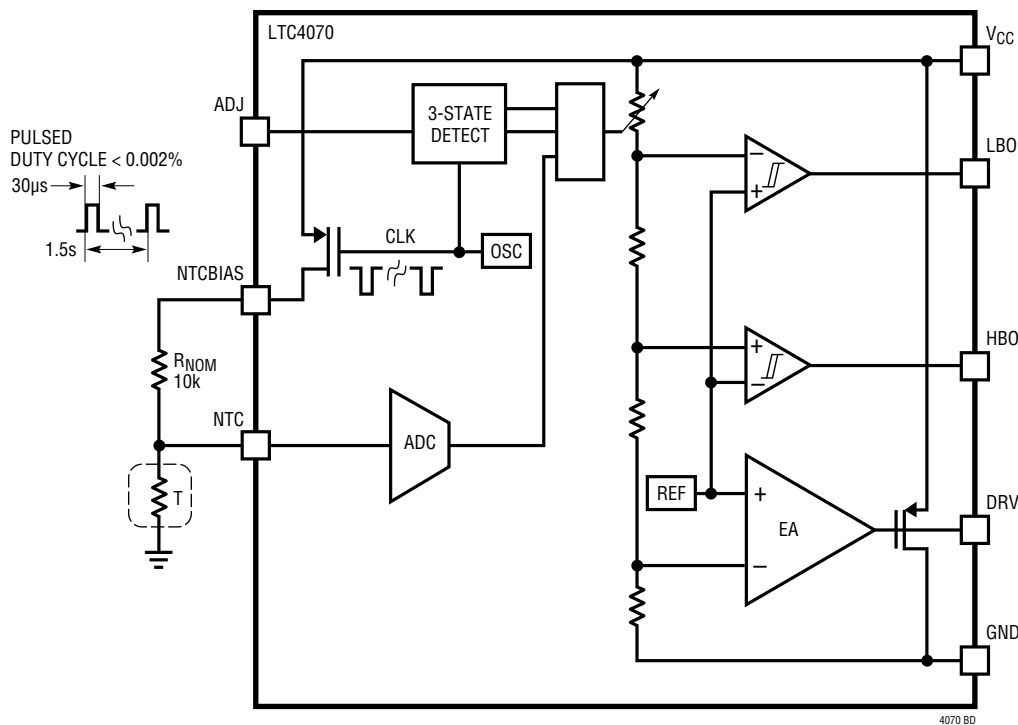 LTC4070
VCC
ADJ
3-STATE
DETECT
PULSED
DUTY CYCLE < 0.002%
30µs
1.5s
LBO
CLK
OSC
NTCBIAS
RNOM
10k
HBO
NTC
ADC
T
REF
EA
DRV
GND
− +
+ −
+ −
4070 BD